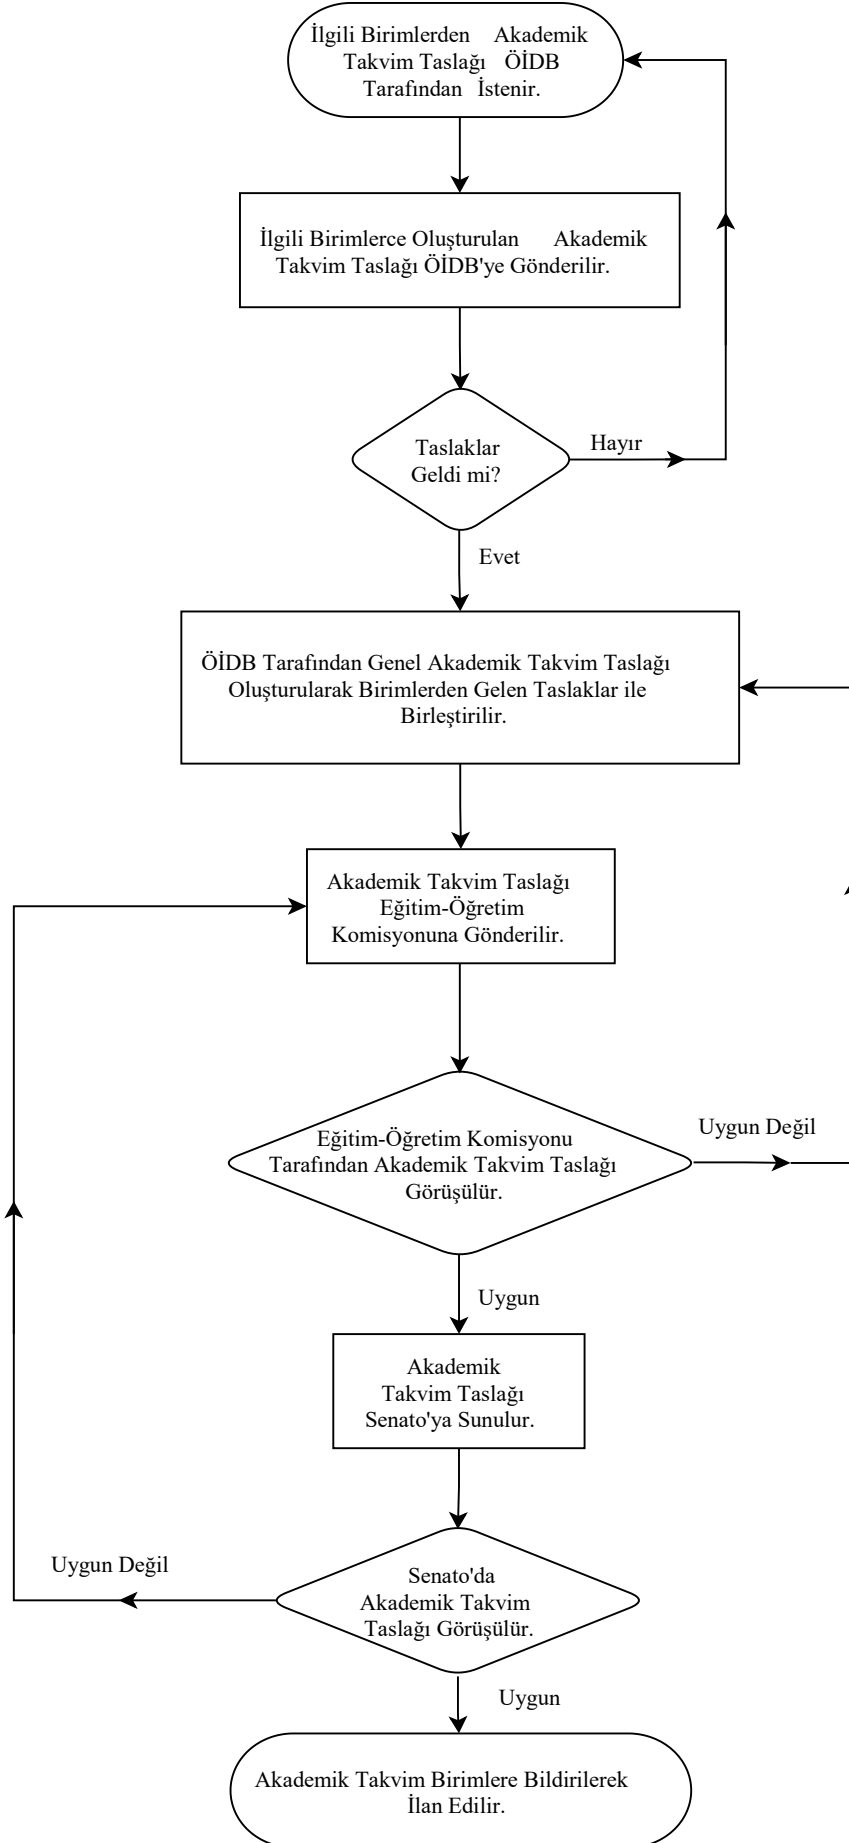 İlgili Birimlerden Akademik
Takvim Taslağı ÖİDB
Tarafından İstenir.
İlgili Birimlerce Oluşturulan Akademik
Takvim Taslağı ÖİDB'ye Gönderilir.
Taslaklar
Geldi mi?
Hayır
Evet
ÖİDB Tarafından Genel Akademik Takvim Taslağı
Oluşturularak Birimlerden Gelen Taslaklar ile
Birleştirilir.
Akademik Takvim Taslağı
Eğitim-Öğretim
Komisyonuna Gönderilir.
Eğitim-Öğretim Komisyonu
Tarafından Akademik Takvim Taslağı
Görüşülür.
Uygun Değil
Uygun
Akademik
Takvim Taslağı
Senato'ya Sunulur.
Senato'da
Akademik Takvim
Taslağı Görüşülür.
Uygun Değil
Uygun
Akademik Takvim Birimlere Bildirilerek
İlan Edilir.